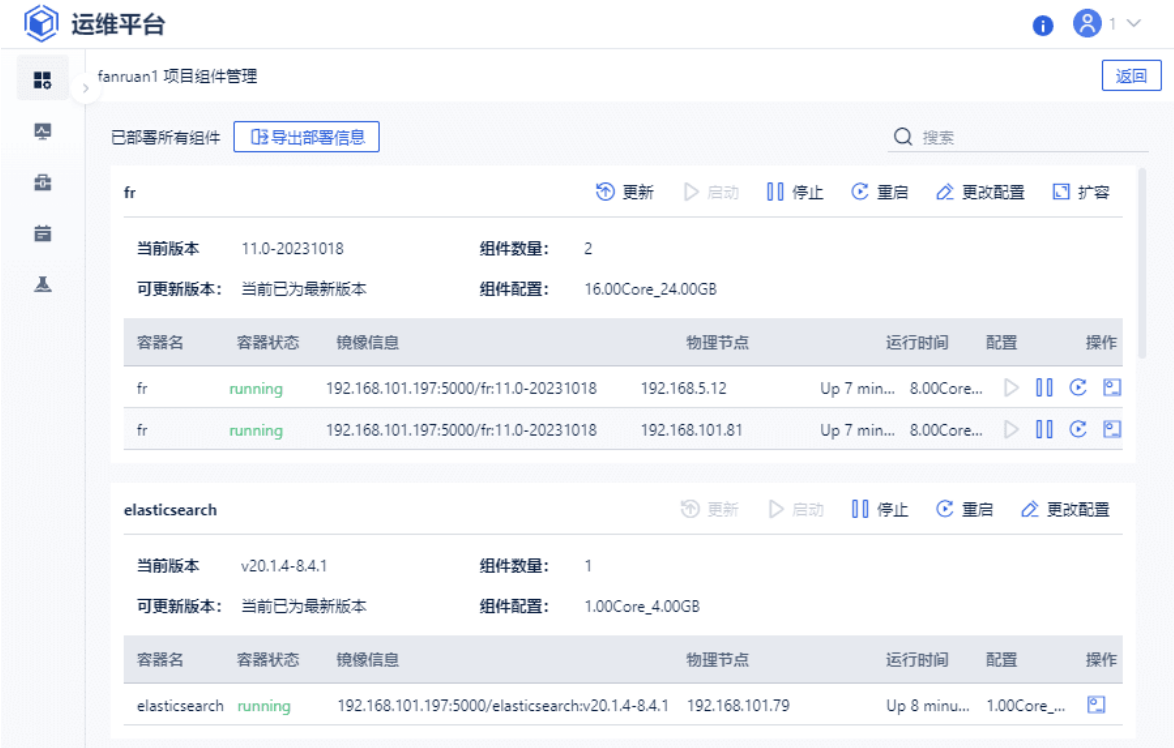 运维平台
1
fanruan1 项目组件管理
返回
已部署所有组件 导出部署信息 搜索
fr 更新 启动 停止 重启 更改配置 扩容
当前版本 11.0-20231018 组件数量： 2
可更新版本： 当前已为最新版本 组件配置： 16.00Core_24.00GB
容器名 容器状态 镜像信息 物理节点 运行时间 配置 操作
fr running 192.168.101.197:5000/fr:11.0-20231018 192.168.5.12 Up 7 min... 8.00Core...
fr running 192.168.101.197:5000/fr:11.0-20231018 192.168.101.81 Up 7 min... 8.00Core...
elasticsearch 更新 启动 停止 重启 更改配置
当前版本 v20.1.4-8.4.1 组件数量： 1
可更新版本： 当前已为最新版本 组件配置： 1.00Core_4.00GB
容器名 容器状态 镜像信息 物理节点 运行时间 配置 操作
elasticsearch running 192.168.101.197:5000/elasticsearch:v20.1.4-8.4.1 192.168.101.79 Up 8 minu... 1.00Core_...